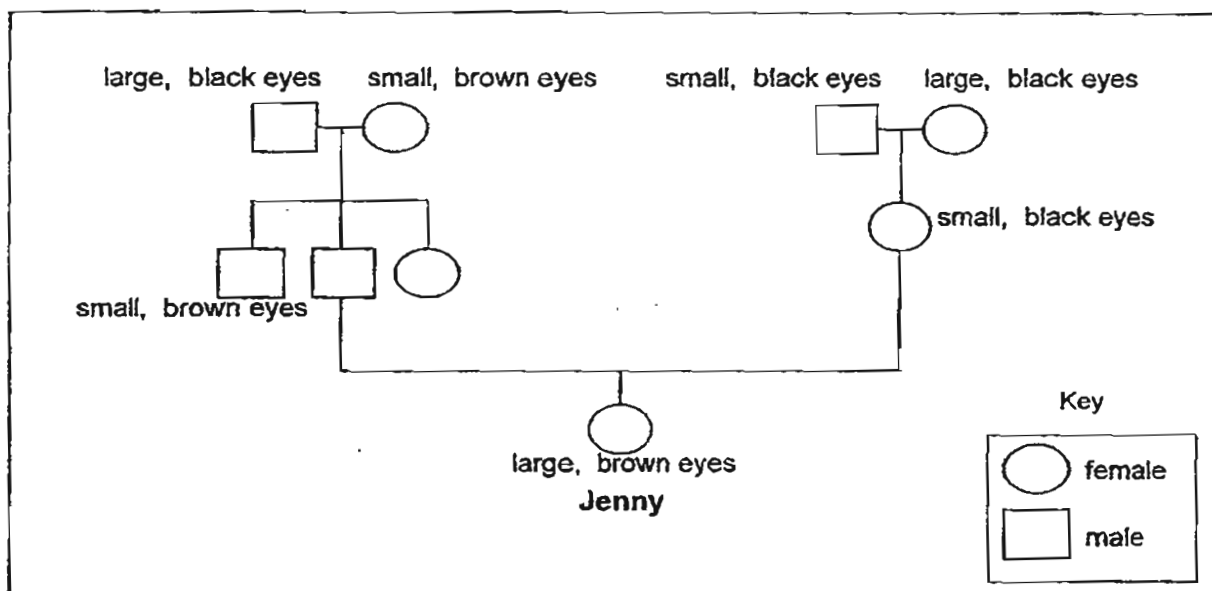 large, black eyes small, brown eyes small, black eyes large, black eyes
small, black eyes
small, brown eyes
large, brown eyes
Jenny
Key
female
male